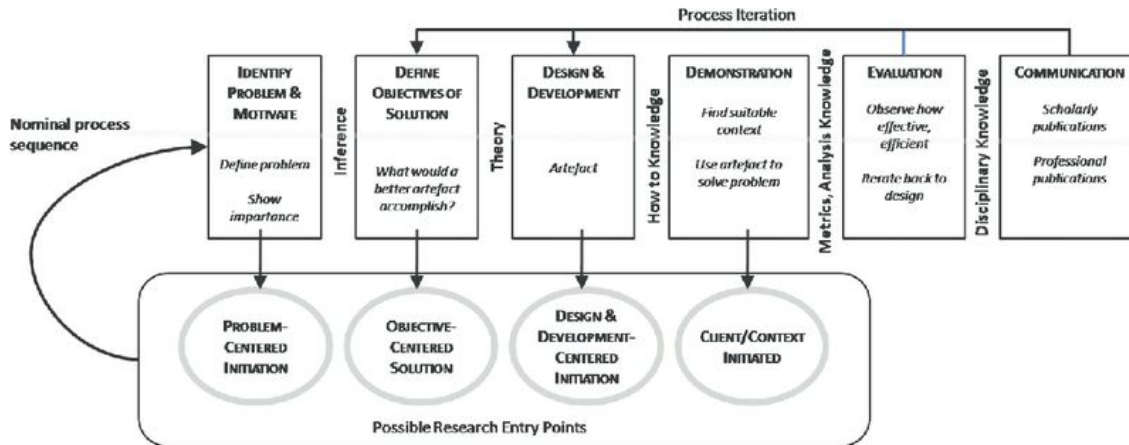 Process Iteration
Nominal process
sequence
IDENTIFY
PROBLEM &
MOTIVATE
Define problem
Show
importance
Inference
DEFINE
OBJECTIVES OF
SOLUTION
What would a
better artefact
accomplish?
Theory
DESIGN &
DEVELOPMENT
Artefact
How to Knowledge
DEMONSTRATION
Find suitable
context
Use artefact to
solve problem
Metrics, Analysis Knowledge
EVALUATION
Observe how
effective,
efficient
Iterate back to
design
Disciplinary Knowledge
COMMUNICATION
Scholarly
publications
Professional
publications
PROBLEM-
CENTERED
INITIATION
OBJECTIVE-
CENTERED
SOLUTION
DESIGN &
DEVELOPMENT-
CENTERED
INITIATION
CLIENT/CONTEXT
INITIATED
Possible Research Entry Points